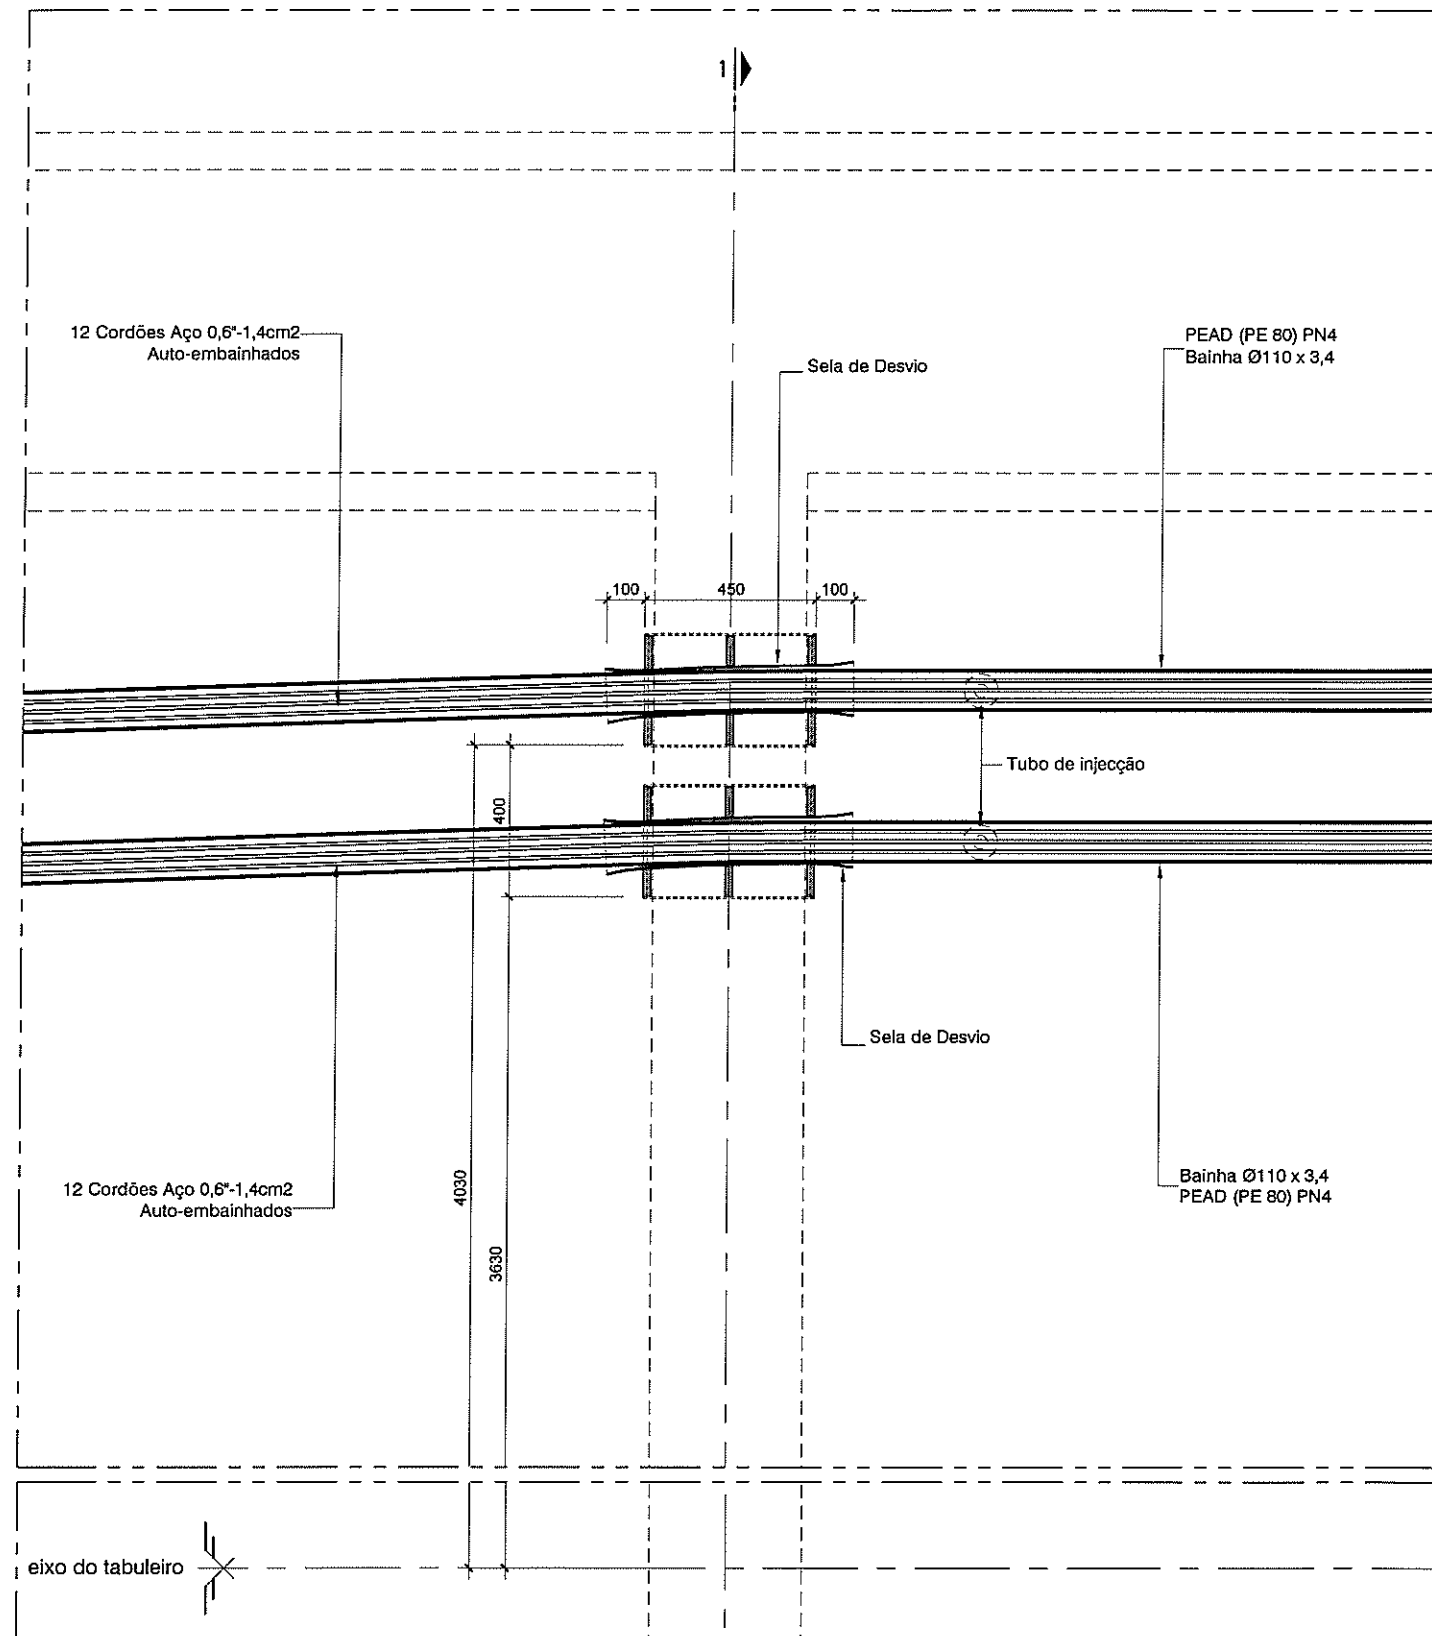 1
12 Cordões Aço 0,6"-1,4cm2
Auto-embainhados
Sela de Desvio
PEAD (PE 80) PN4
Bainha Ø110 x 3,4
100
450
100
Tubo de injecção
400
Sela de Desvio
12 Cordões Aço 0,6"-1,4cm2
Auto-embainhados
4030
3630
Bainha Ø110 x 3,4
PEAD (PE 80) PN4
eixo do tabuleiro